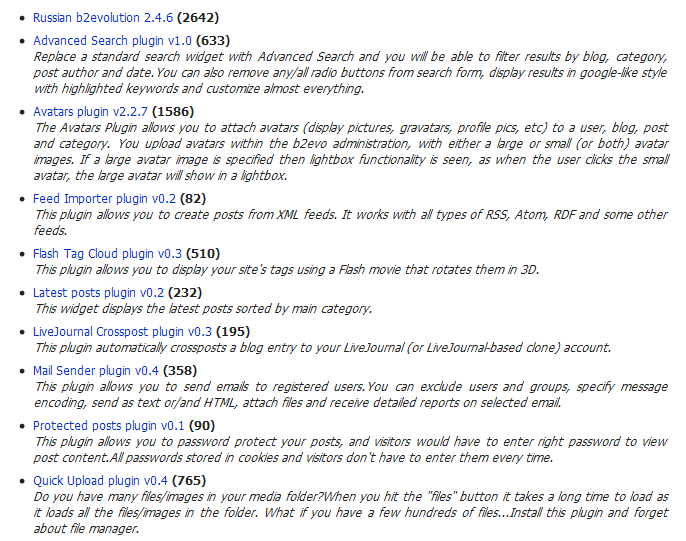 Russian b2evolution 2.4.6 (2642)
Advanced Search plugin v1.0 (633)
Replace a standard search widget with Advanced Search and you will be able to filter results by blog, category,
post author and date.You can also remove any/all radio buttons from search form, display results in google-like style
with highlighted keywords and customize almost everything.
Avatars plugin v2.2.7 (1586)
The Avatars Plugin allows you to attach avatars (display pictures, gravatars, profile pics, etc) to a user, blog, post
and category. You upload avatars within the b2evo administration, with either a large or small (or both) avatar
images. If a large avatar image is specified then lightbox functionality is seen, as when the user clicks the small
avatar, the large avatar will show in a lightbox.
Feed Importer plugin v0.2 (82)
This plugin allows you to create posts from XML feeds. It works with all types of RSS, Atom, RDF and some other
feeds.
Flash Tag Cloud plugin v0.3 (510)
This plugin allows you to display your site's tags using a Flash movie that rotates them in 3D.
Latest posts plugin v0.2 (232)
This widget displays the latest posts sorted by main category.
LiveJournal Crosspost plugin v0.3 (195)
This plugin automatically crossposts a blog entry to your LiveJournal (or LiveJournal-based clone) account.
Mail Sender plugin v0.4 (358)
This plugin allows you to send emails to registered users.You can exclude users and groups, specify message
encoding, send as text or/and HTML, attach files and receive detailed reports on selected email.
Protected posts plugin v0.1 (90)
This plugin allows you to password protect your posts, and visitors would have to enter right password to view
post content.All passwords stored in cookies and visitors don't have to enter them every time.
Quick Upload plugin v0.4 (765)
Do you have many files/images in your media folder?When you hit the "files" button it takes a long time to load as
it loads all the files/images in the folder. What if you have a few hundreds of files...Install this plugin and forget
about file manager.